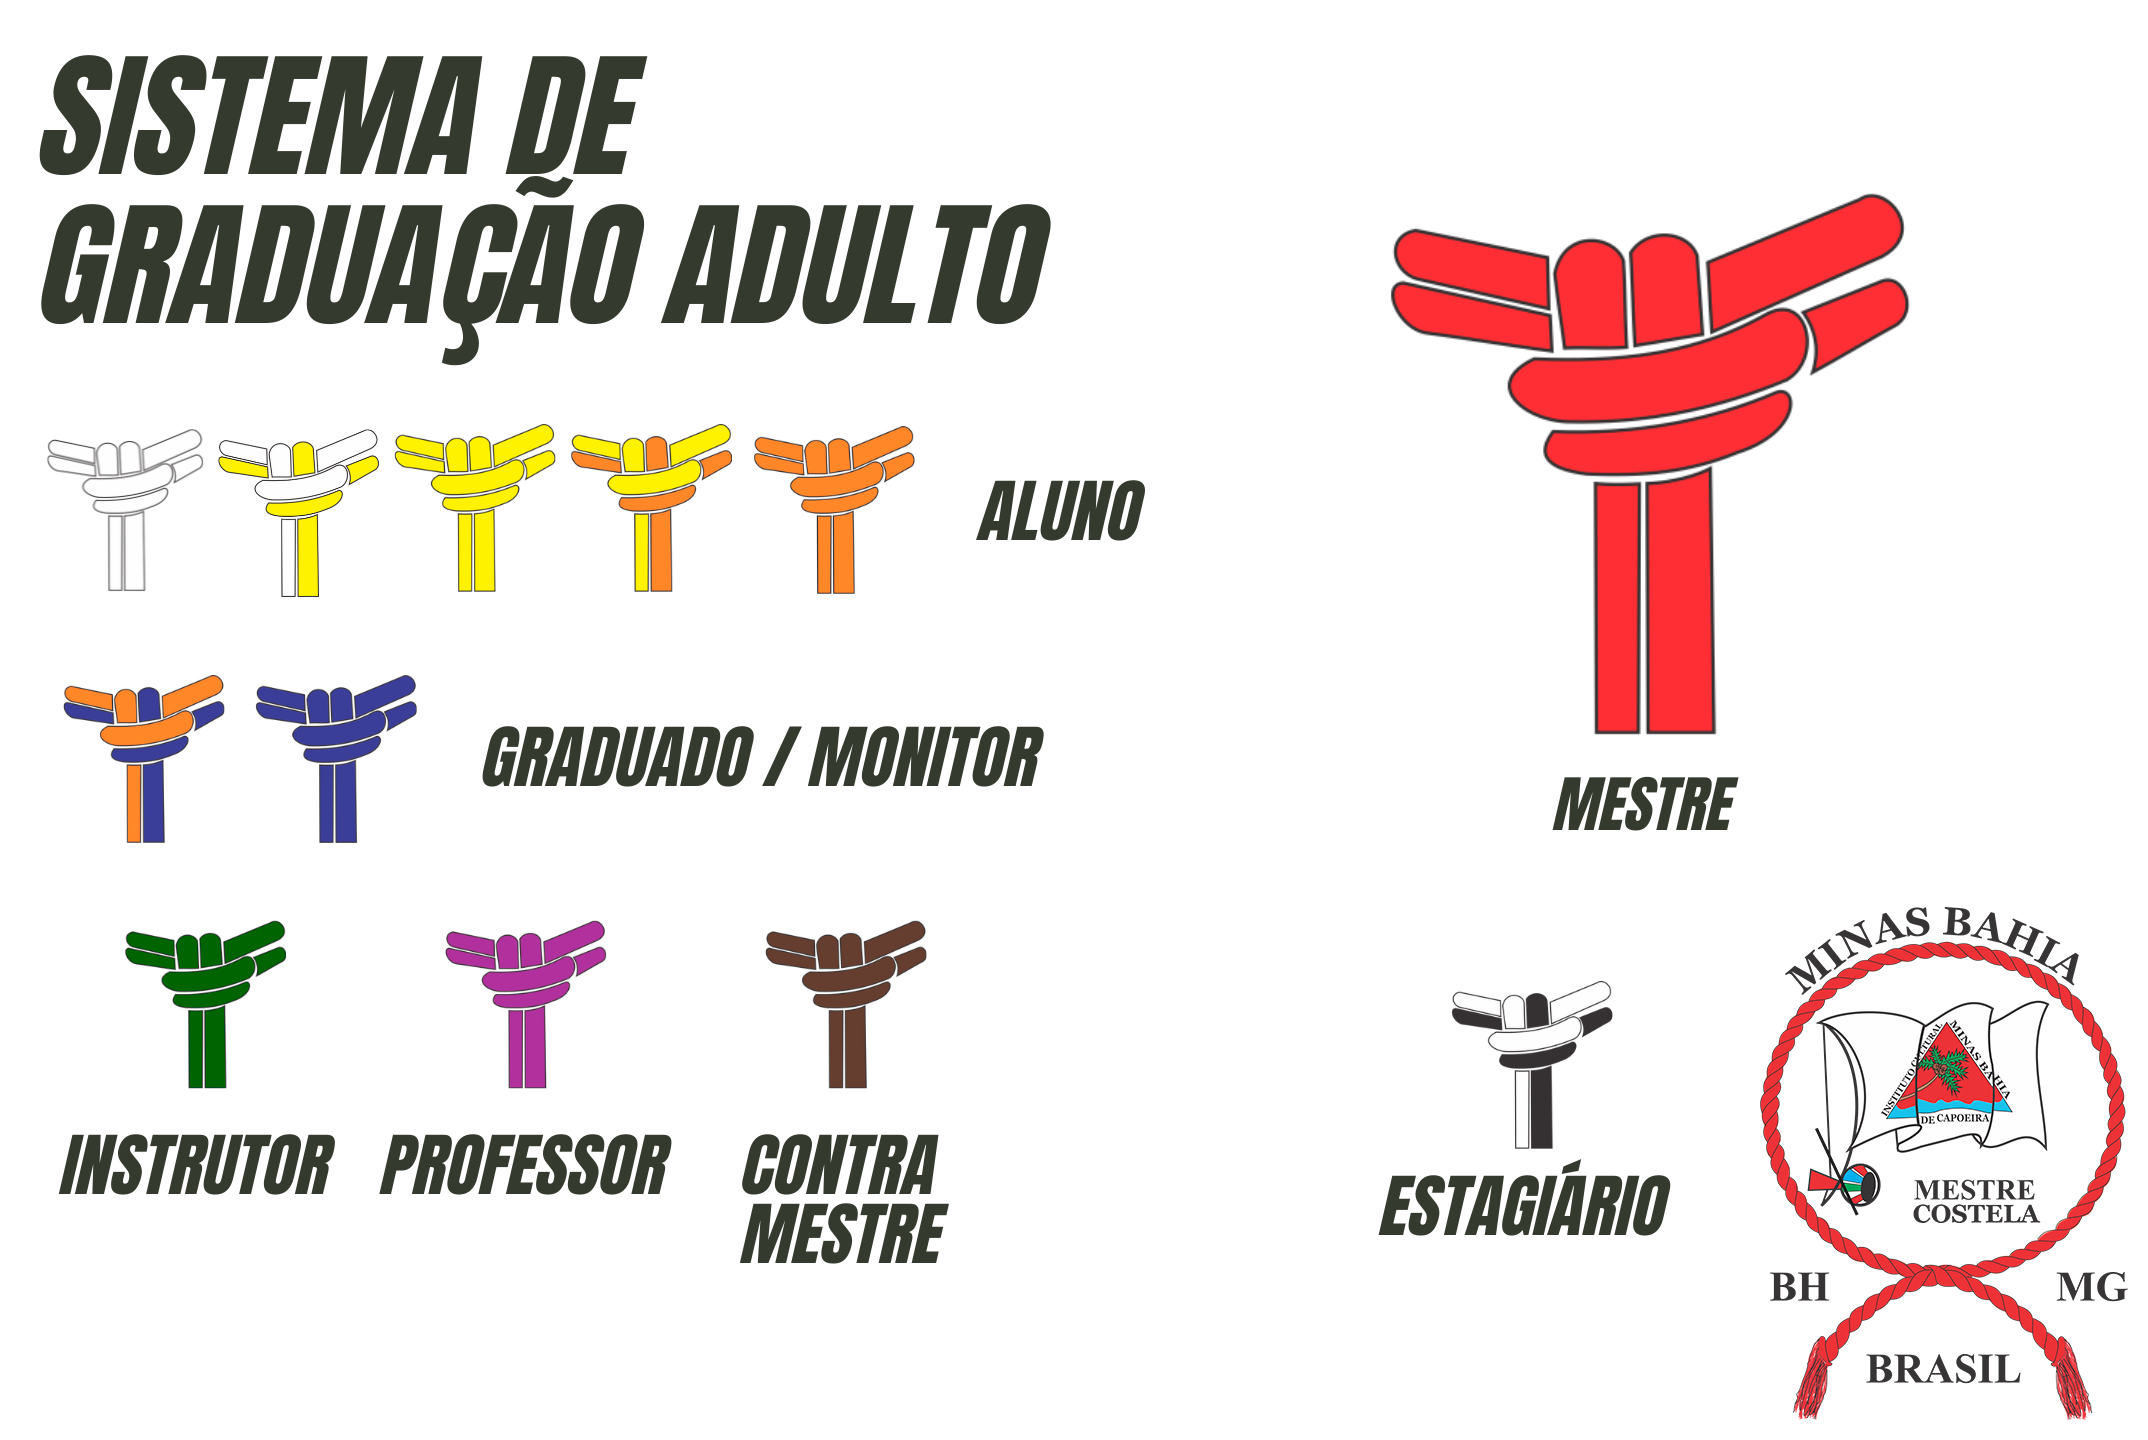 SISTEMA DE
GRADUAÇÃO ADULTO
ALUNO
GRADUADO / MONITOR
INSTRUTOR
PROFESSOR
CONTRA
MESTRE
MESTRE
ESTAGIÁRIO
MINAS BAHIA
INSTITUTO CULTURAL
MINAS BAHIA
DE CAPOEIRA
MESTRE
COSTELA
BH
MG
BRASIL